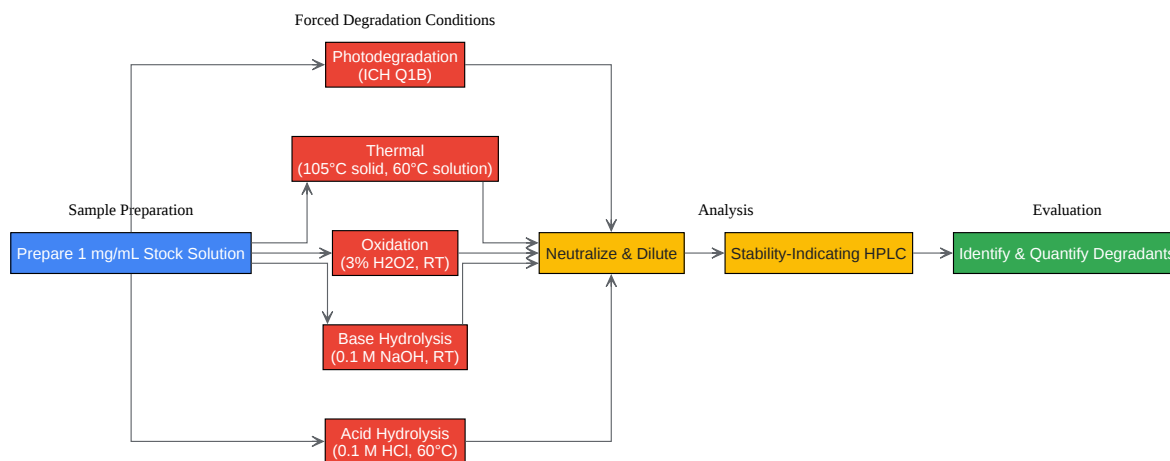 Forced Degradation Conditions
Photodegradation
(ICH Q1B)
Thermal
(105°C solid, 60°C solution)
Sample Preparation
Analysis
Evaluation
Prepare 1 mg/mL Stock Solution
Oxidation
(3% H2O2, RT)
Neutralize & Dilute
Stability-Indicating HPLC
Identify & Quantify Degradants
Base Hydrolysis
(0.1 M NaOH, RT)
Acid Hydrolysis
(0.1 M HCl, 60°C)